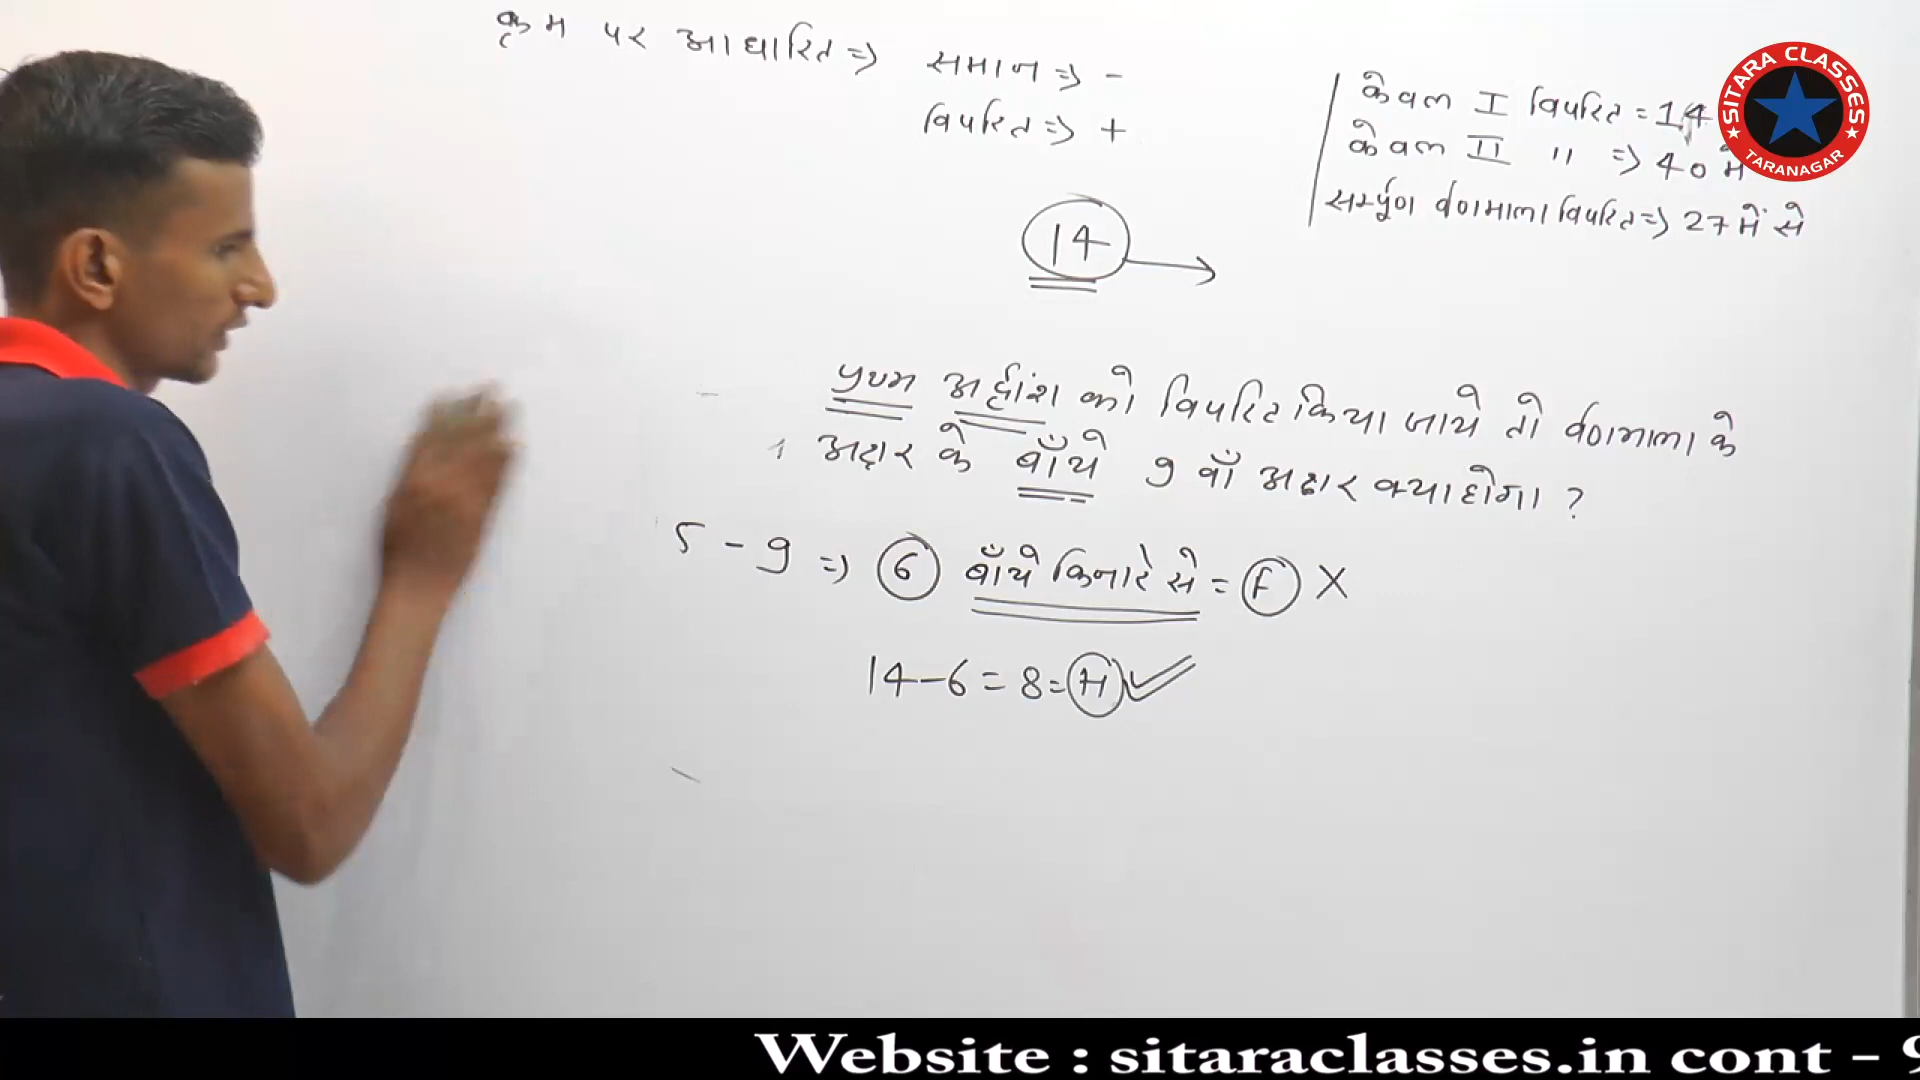 क्रम पर आधारित => समान => -
विपरित => +
केवल I विपरित = 14
केवल II " => 40 में
सम्पुर्ण वर्णमाला विपरित => 27 में से
14
प्रथम अर्द्धांश को विपरित किया जाये तो वर्णमाला के
अक्षर के बाँये 9 वाँ अक्षर क्या होगा ?
5 - 9 => 6 बाँये किनारे से = F X
14 - 6 = 8 = H ✓
SITARA CLASSES
TARANAGAR
Website : sitaraclasses.in cont - 9